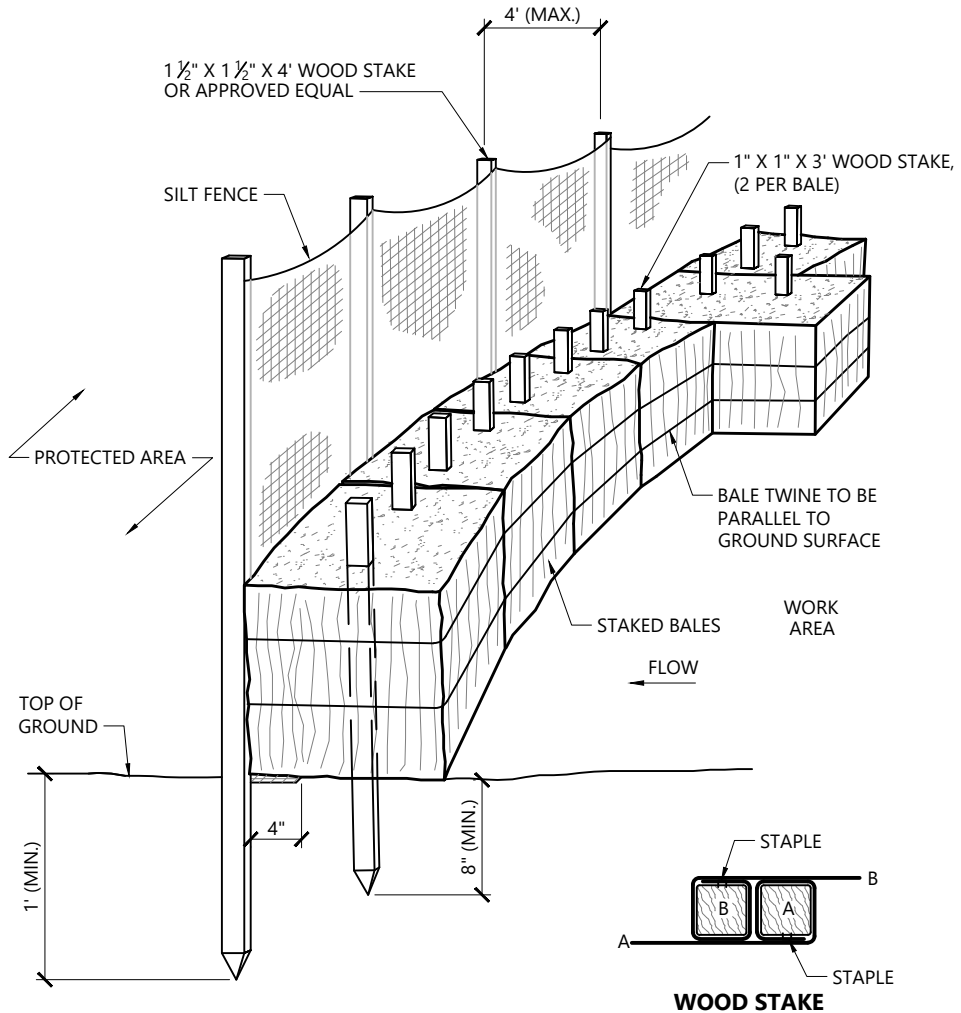 4' (MAX.)
1 ½" X 1 ½" X 4' WOOD STAKE
OR APPROVED EQUAL
SILT FENCE
1" X 1" X 3' WOOD STAKE,
(2 PER BALE)
PROTECTED AREA
BALE TWINE TO BE
PARALLEL TO
GROUND SURFACE
WORK
AREA
STAKED BALES
FLOW
TOP OF
GROUND
4"
1' (MIN.)
8" (MIN.)
STAPLE
B
B
A
A
STAPLE
WOOD STAKE